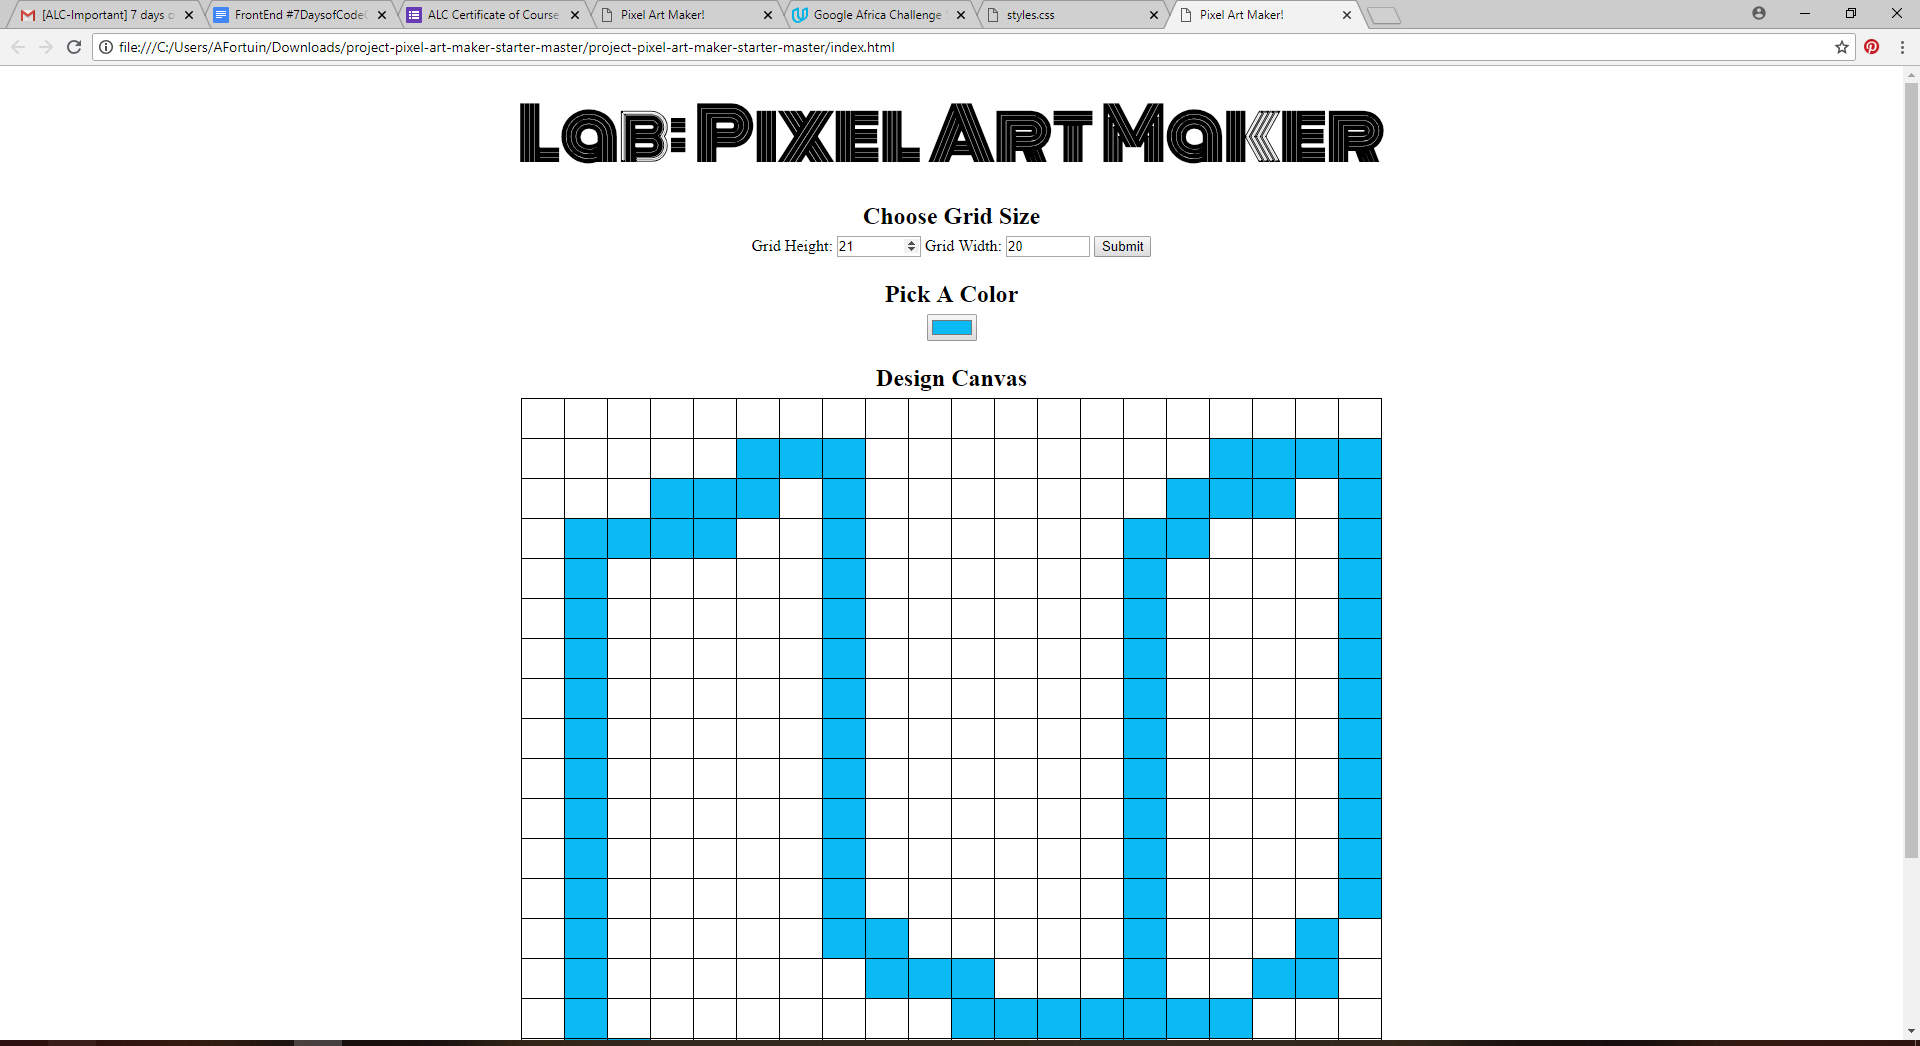 [ALC-Important] 7 days o
FrontEnd #7DaysofCode
ALC Certificate of Course
Pixel Art Maker!
Google Africa Challenge
styles.css
Pixel Art Maker!
file:///C:/Users/AFortuin/Downloads/project-pixel-art-maker-starter-master/project-pixel-art-maker-starter-master/index.html
Lab: Pixel Art Maker
Choose Grid Size
Grid Height: 21 Grid Width: 20 Submit
Pick A Color
Design Canvas